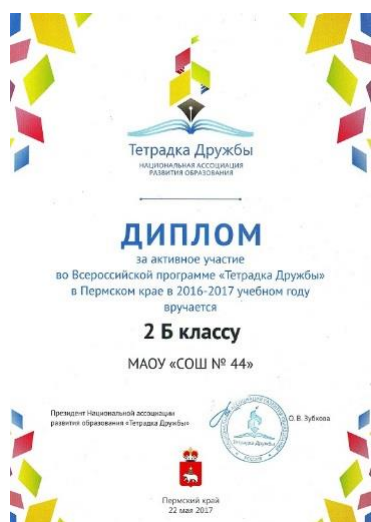 Тетрадка Дружбы
НАЦИОНАЛЬНАЯ АССОЦИАЦИЯ
РАЗВИТИЯ ОБРАЗОВАНИЯ
ДИПЛОМ
за активное участие
во Всероссийской программе «Тетрадка Дружбы»
в Пермском крае в 2016-2017 учебном году
вручается
2 Б классу
МАОУ «СОШ № 44»
Президент Национальной ассоциации
развития образования «Тетрадка Дружбы»
О.В. Зубкова
Тетрадка Дружбы
Пермский край
22 мая 2017